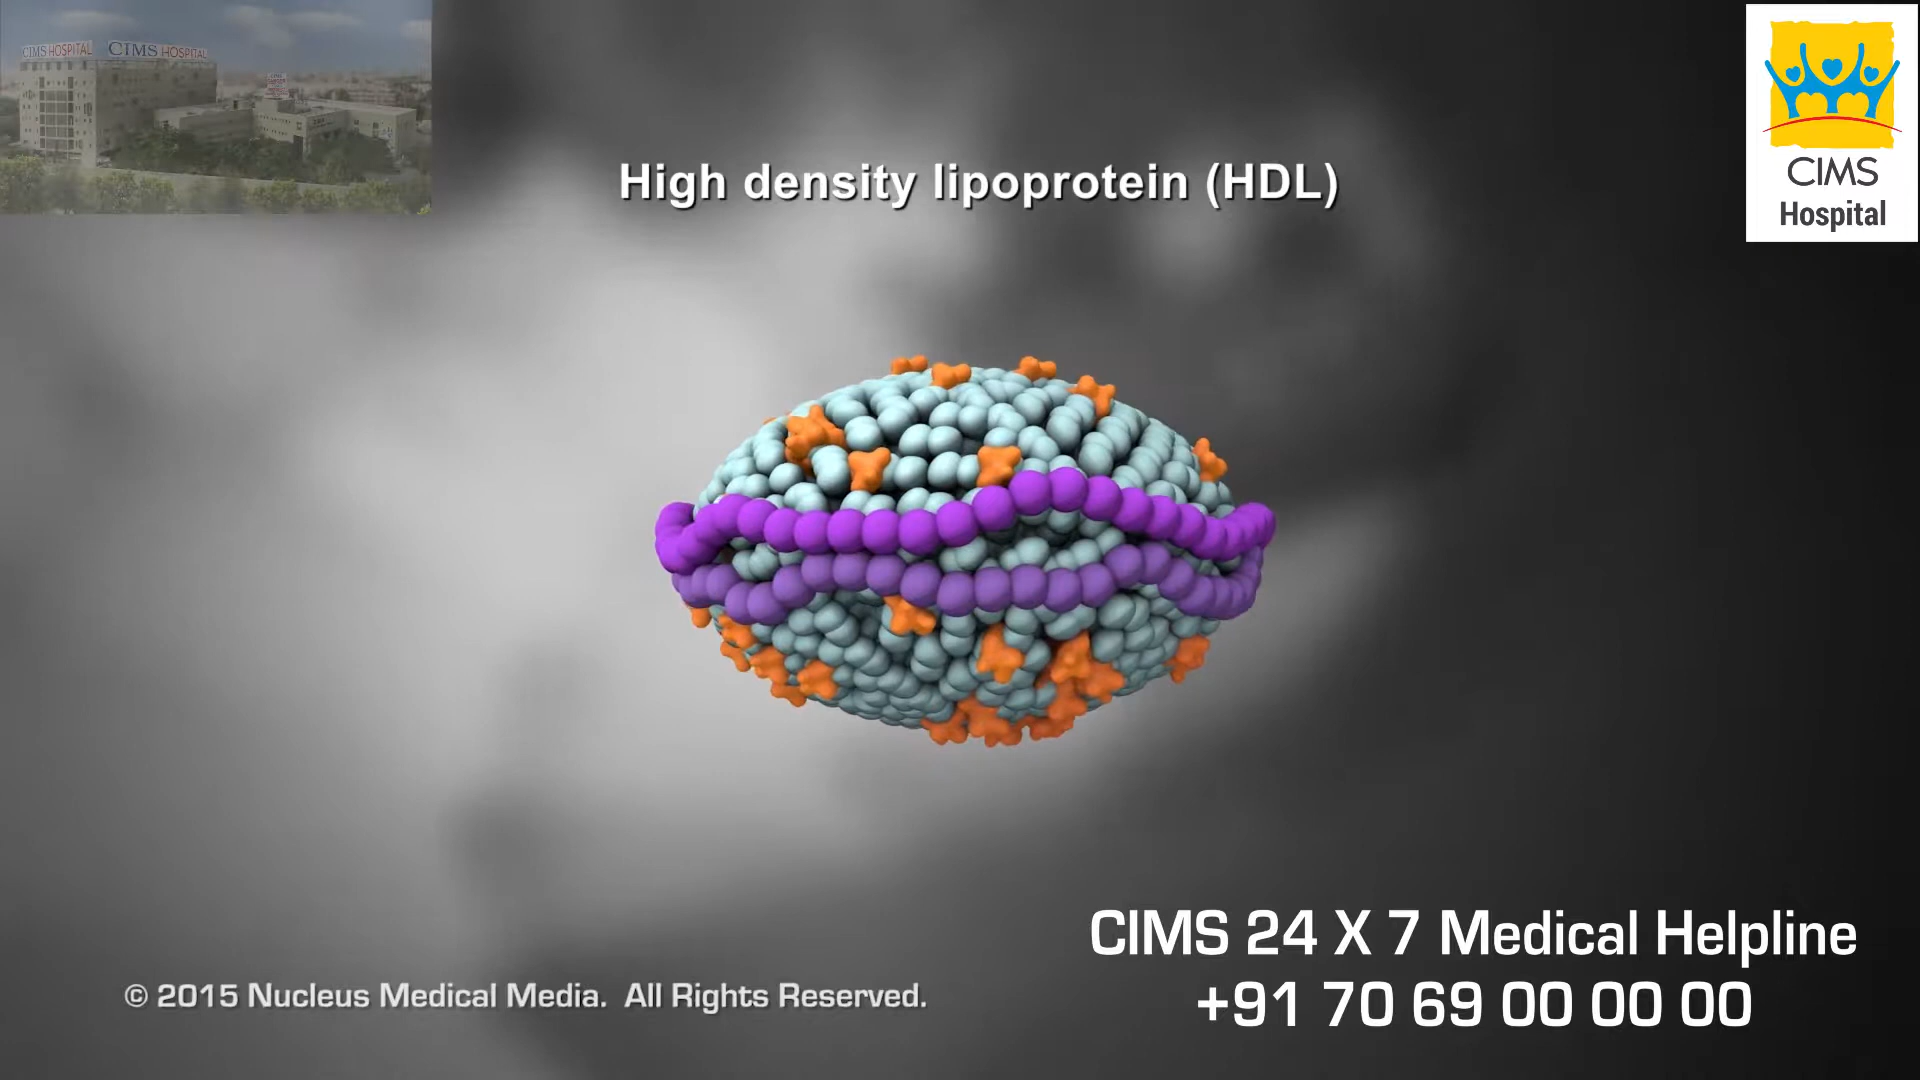 CIMS HOSPITAL CIMS HOSPITAL
High density lipoprotein (HDL)
CIMS
Hospital
CIMS 24 X 7 Medical Helpline
+91 70 69 00 00 00
© 2015 Nucleus Medical Media. All Rights Reserved.